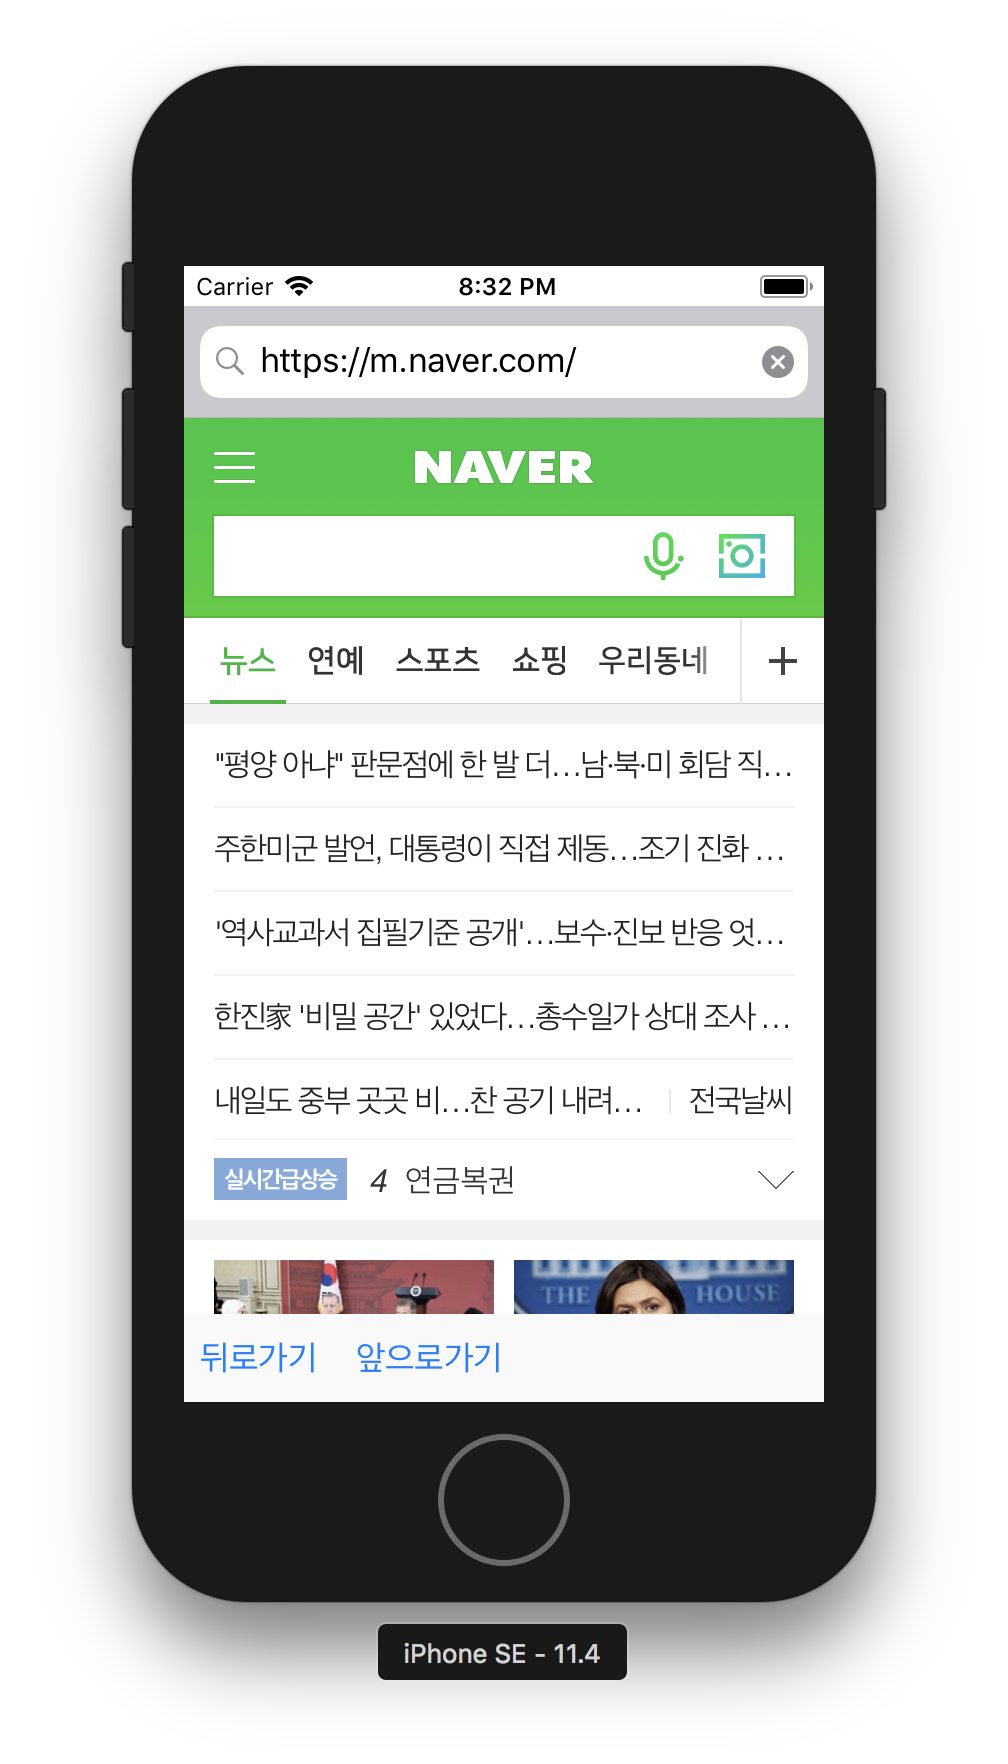 Carrier 8:32 PM
https://m.naver.com/
NAVER
뉴스 연예 스포츠 쇼핑 우리동네
"평양 아냐" 판문점에 한 발 더...남·북·미 회담 직...
주한미군 발언, 대통령이 직접 제동...조기 진화 ...
'역사교과서 집필기준 공개'...보수·진보 반응 엇...
한진家 '비밀 공간' 있었다...총수일가 상대 조사 ...
내일도 중부 곳곳 비...찬 공기 내려... 전국날씨
실시간급상승 4 연금복권
THE HOUSE
뒤로가기 앞으로가기
iPhone SE - 11.4